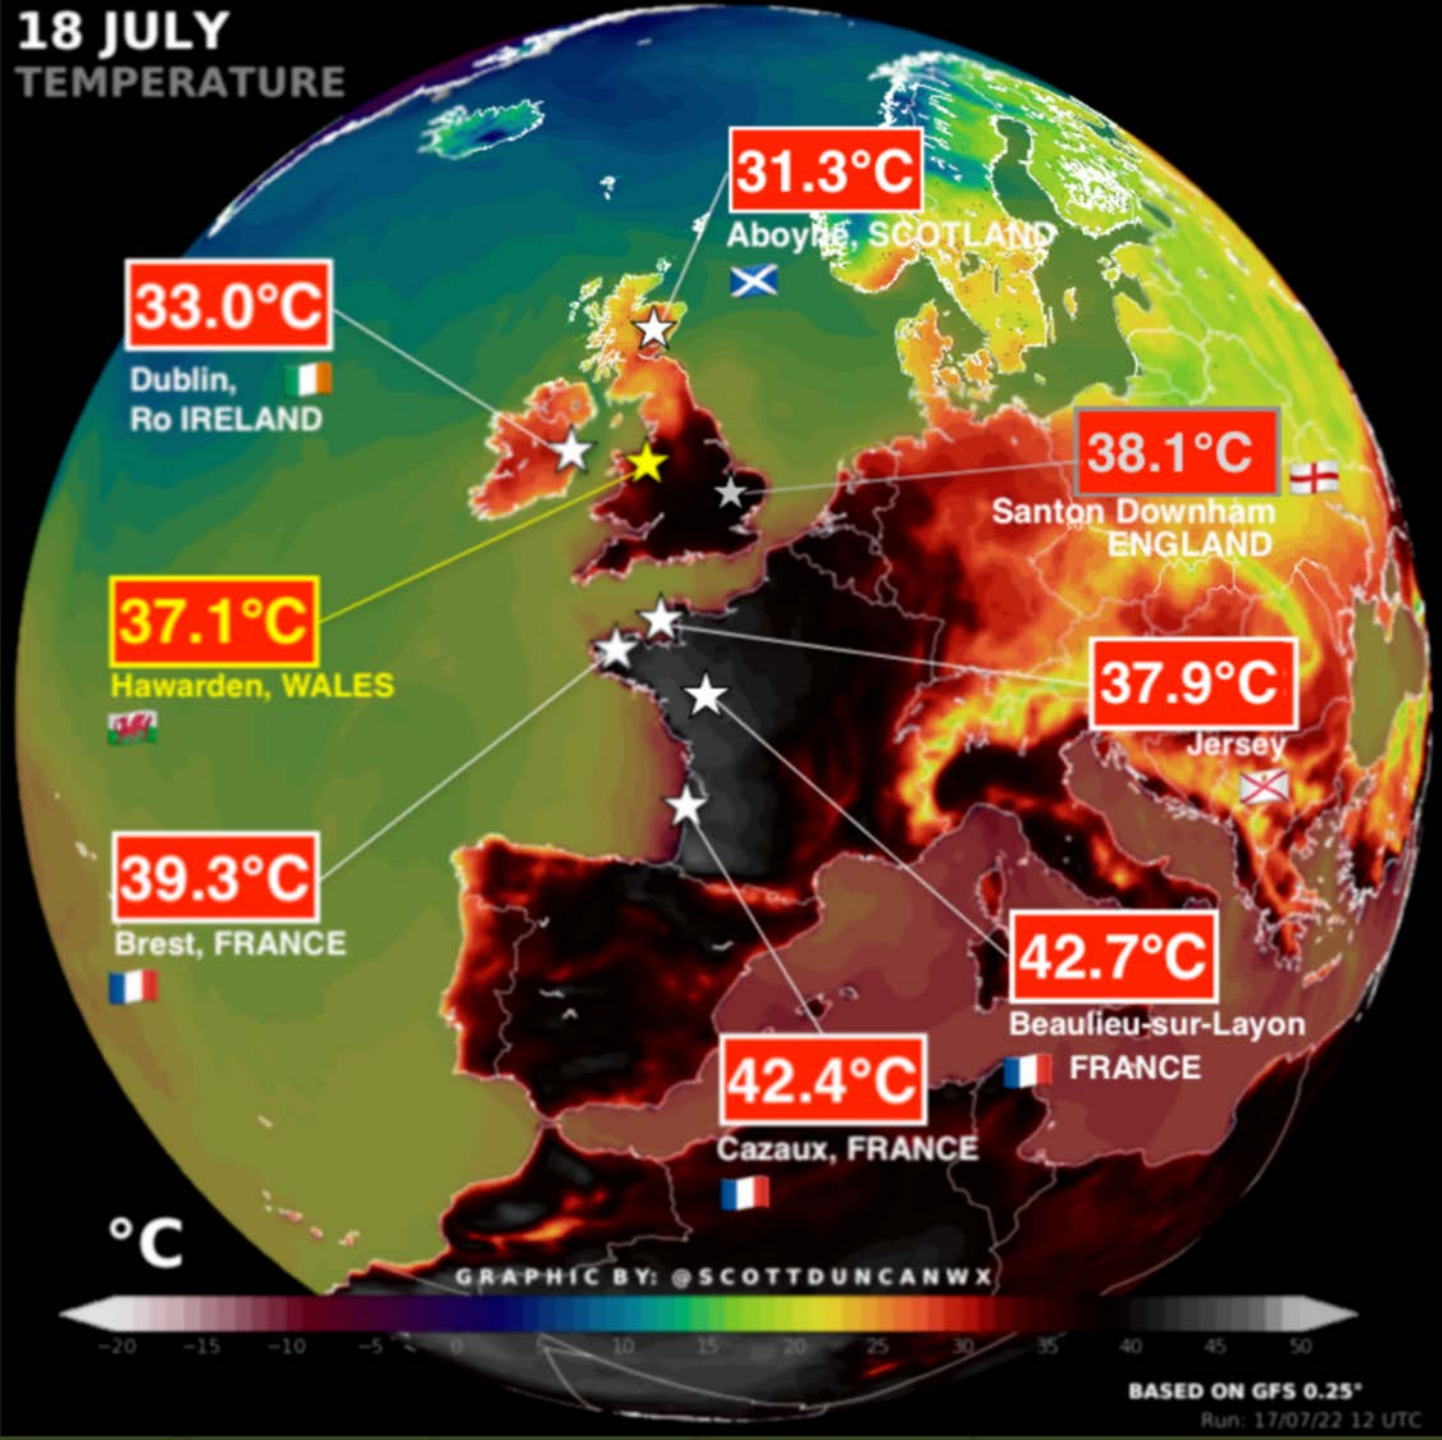 18 JULY
TEMPERATURE
31.3°C
Aboyne, SCOTLAND
33.0°C
Dublin,
Ro IRELAND
38.1°C
Santon Downham
ENGLAND
37.1°C
Hawarden, WALES
37.9°C
Jersey
39.3°C
Brest, FRANCE
42.7°C
Beaulieu-sur-Layon
FRANCE
42.4°C
Cazaux, FRANCE
°C
GRAPHIC BY: @SCOTTDUNCANWX
-20 -15 -10 -5 0 5 10 15 20 25 30 35 40 45 50
BASED ON GFS 0.25°
Run: 17/07/22 12 UTC